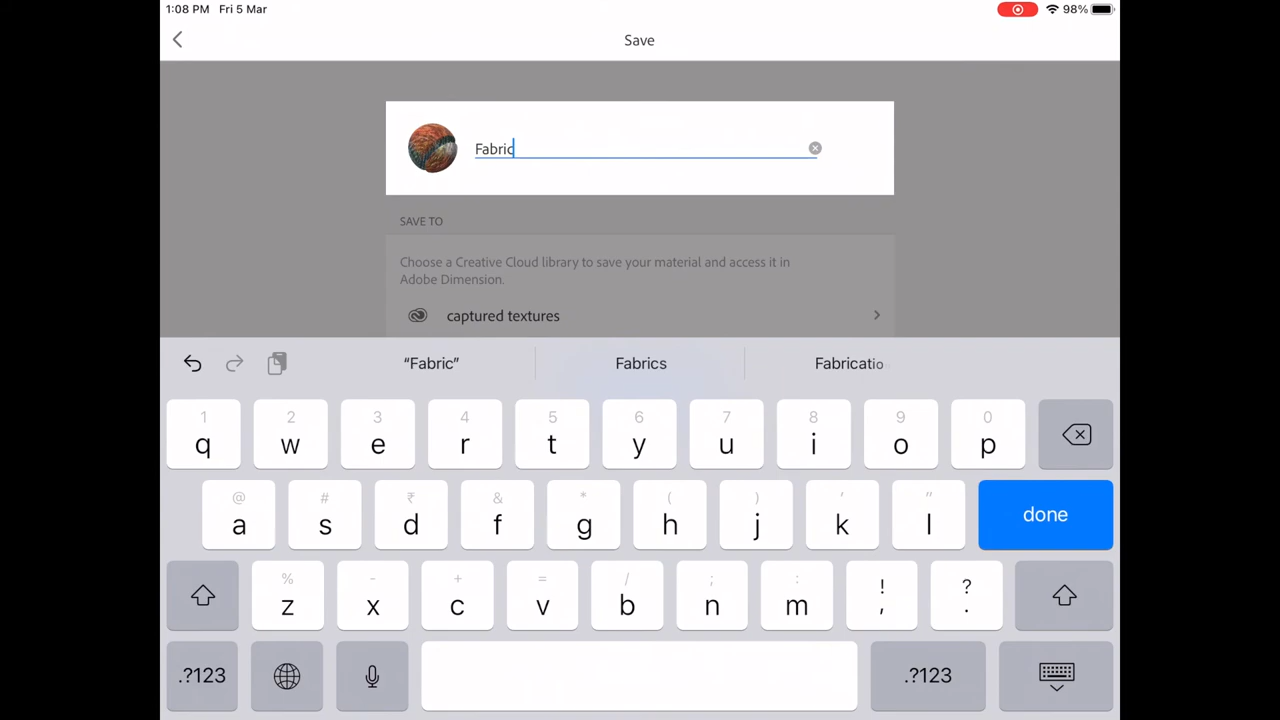 1:08 PM Fri 5 Mar 98%
Save
Fabric
SAVE TO
Choose a Creative Cloud library to save your material and access it in
Adobe Dimension.
captured textures
“Fabric” Fabrics Fabricatio
1 2 3 4 5 6 7 8 9 0
q w e r t y u i o p
@ # ₹ & * ( ) ' "
a s d f g h j k l done
% - + = / ; : ! ?
z x c v b n m , .
.?123 .?123